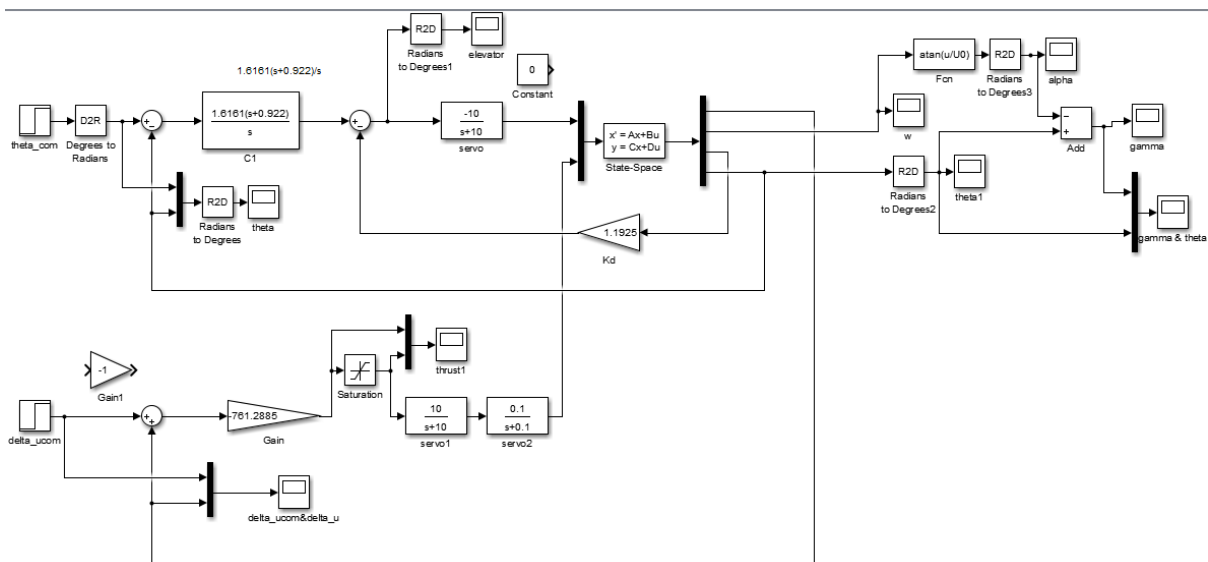 R2D
Radians
to Degrees1
elevator
1.6161(s+0.922)/s
0
Constant
atan(u/U0)
Fcn
R2D
Radians
to Degrees3
alpha
theta_com
D2R
Degrees to
Radians
1.6161(s+0.922)
s
C1
-10
s+10
servo
x' = Ax+Bu
y = Cx+Du
State-Space
w
Add
gamma
R2D
Radians
to Degrees
theta
R2D
Radians
to Degrees2
theta1
1.1925
Kd
gamma & theta
-1
Gain1
delta_ucom
-761.2885
Gain
Saturation
thrust1
10
s+10
servo1
0.1
s+0.1
servo2
delta_ucom&delta_u